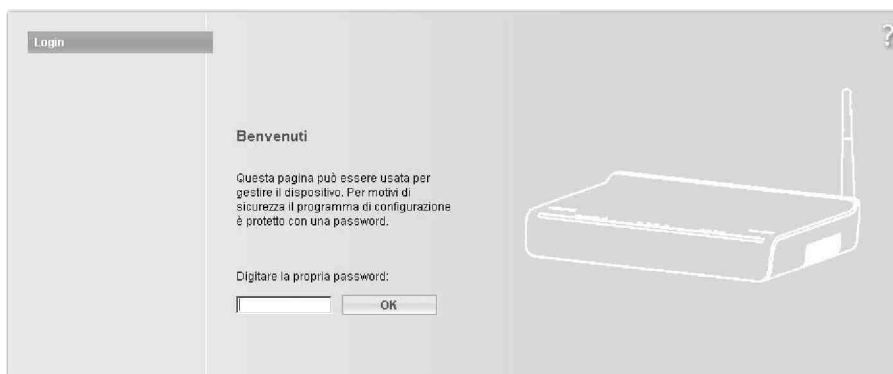 Login
?
Benvenuti
Questa pagina può essere usata per
gestire il dispositivo. Per motivi di
sicurezza il programma di configurazione
è protetto con una password.
Digitare la propria password:
OK